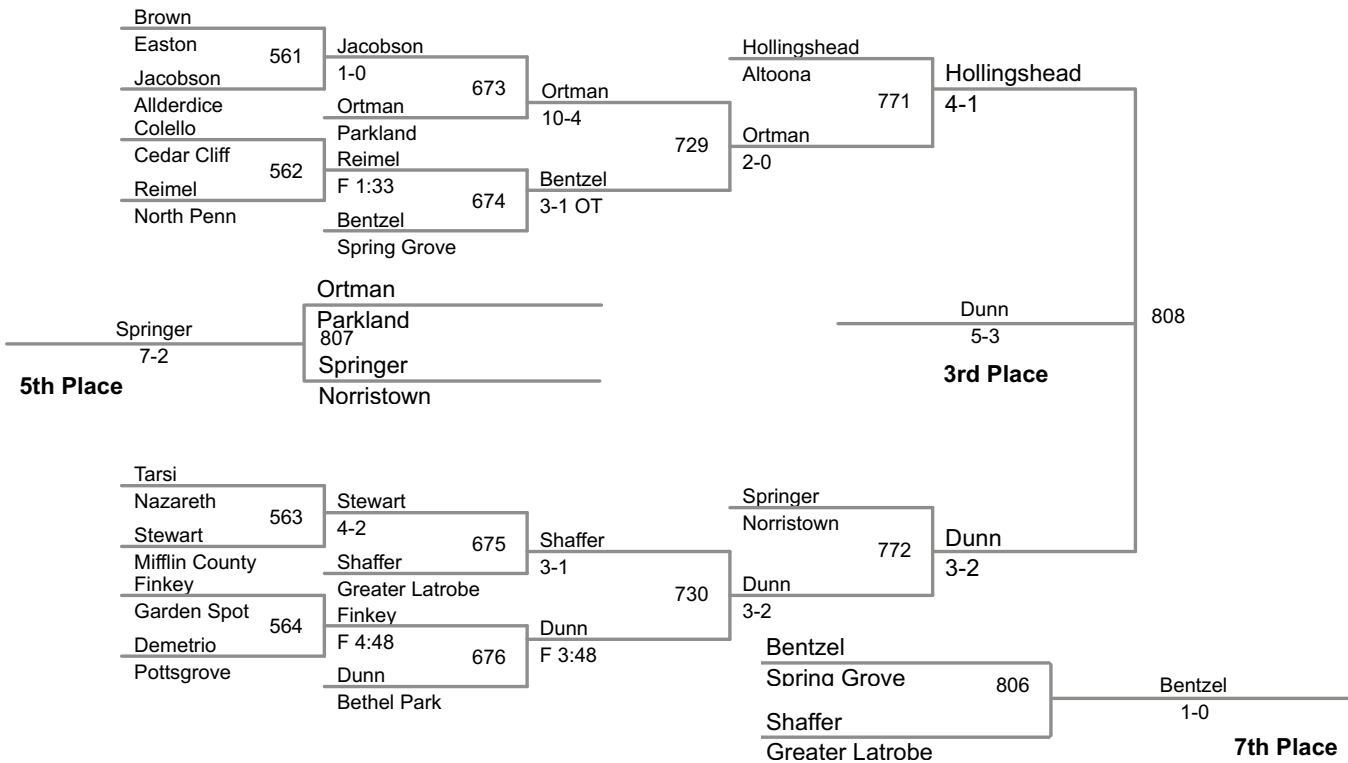 Brown
Easton
561
Jacobson
Allderdice
Jacobson
1-0
673
Ortman
Parkland
Colello
Cedar Cliff
562
Reimel
North Penn
Reimel
F 1:33
674
Bentzel
Spring Grove
Ortman
10-4
729
Bentzel
3-1 OT
Hollingshead
Altoona
771
Ortman
2-0
Hollingshead
4-1
Ortman
Parkland
807
Springer
Norristown
Springer
7-2
5th Place
Dunn
5-3
3rd Place
808
Tarsi
Nazareth
563
Stewart
Mifflin County
Stewart
4-2
675
Shaffer
Greater Latrobe
Finkey
Garden Spot
564
Demetrio
Pottsgrove
Finkey
F 4:48
676
Dunn
Bethel Park
Shaffer
3-1
730
Dunn
F 3:48
Springer
Norristown
772
Dunn
3-2
Dunn
3-2
Bentzel
Spring Grove
806
Shaffer
Greater Latrobe
Bentzel
1-0
7th Place